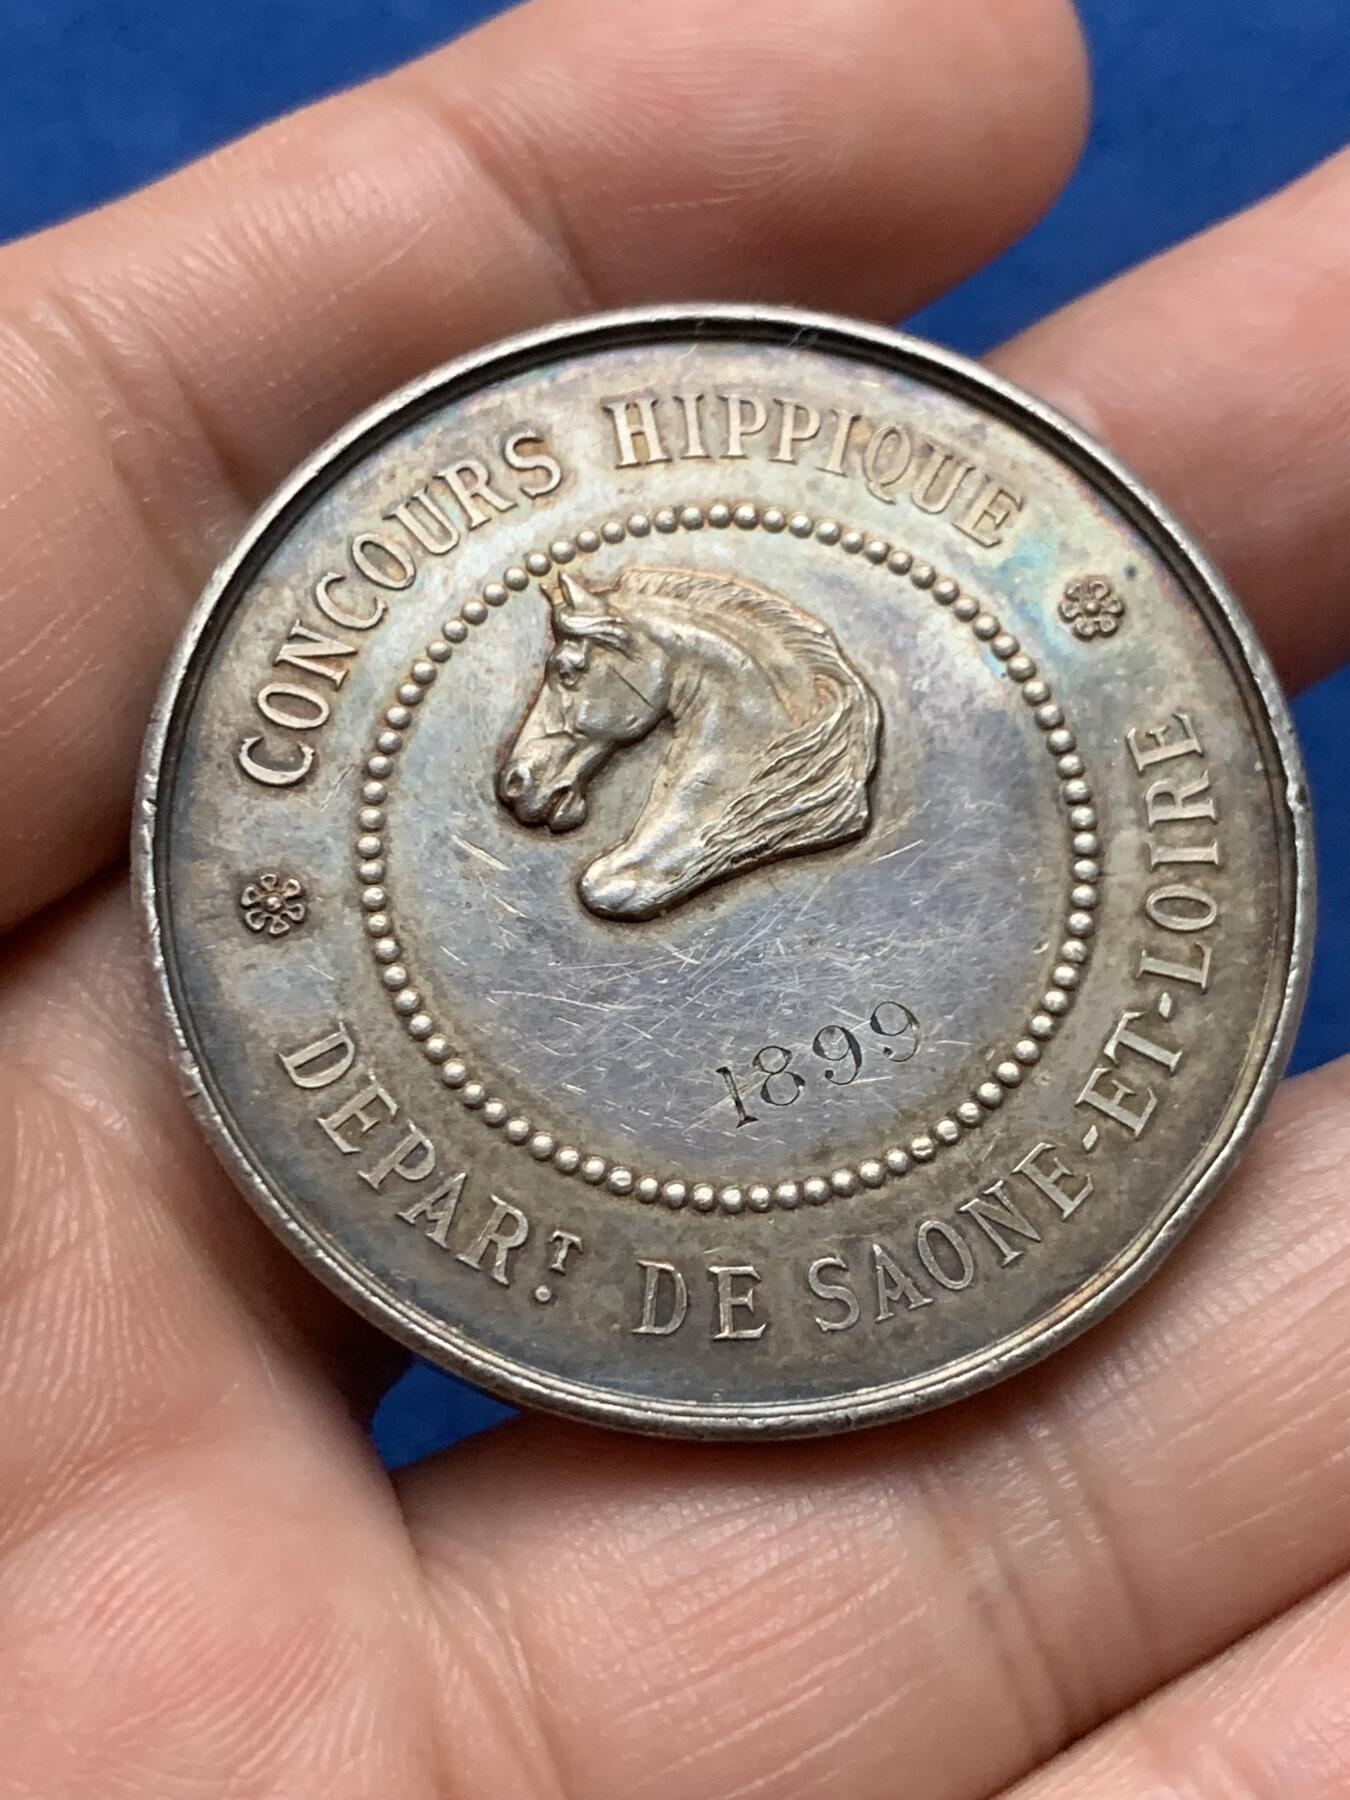 CONCOURS HIPPIQUE
1899
DEPART. DE SAONE-ET-LOIRE